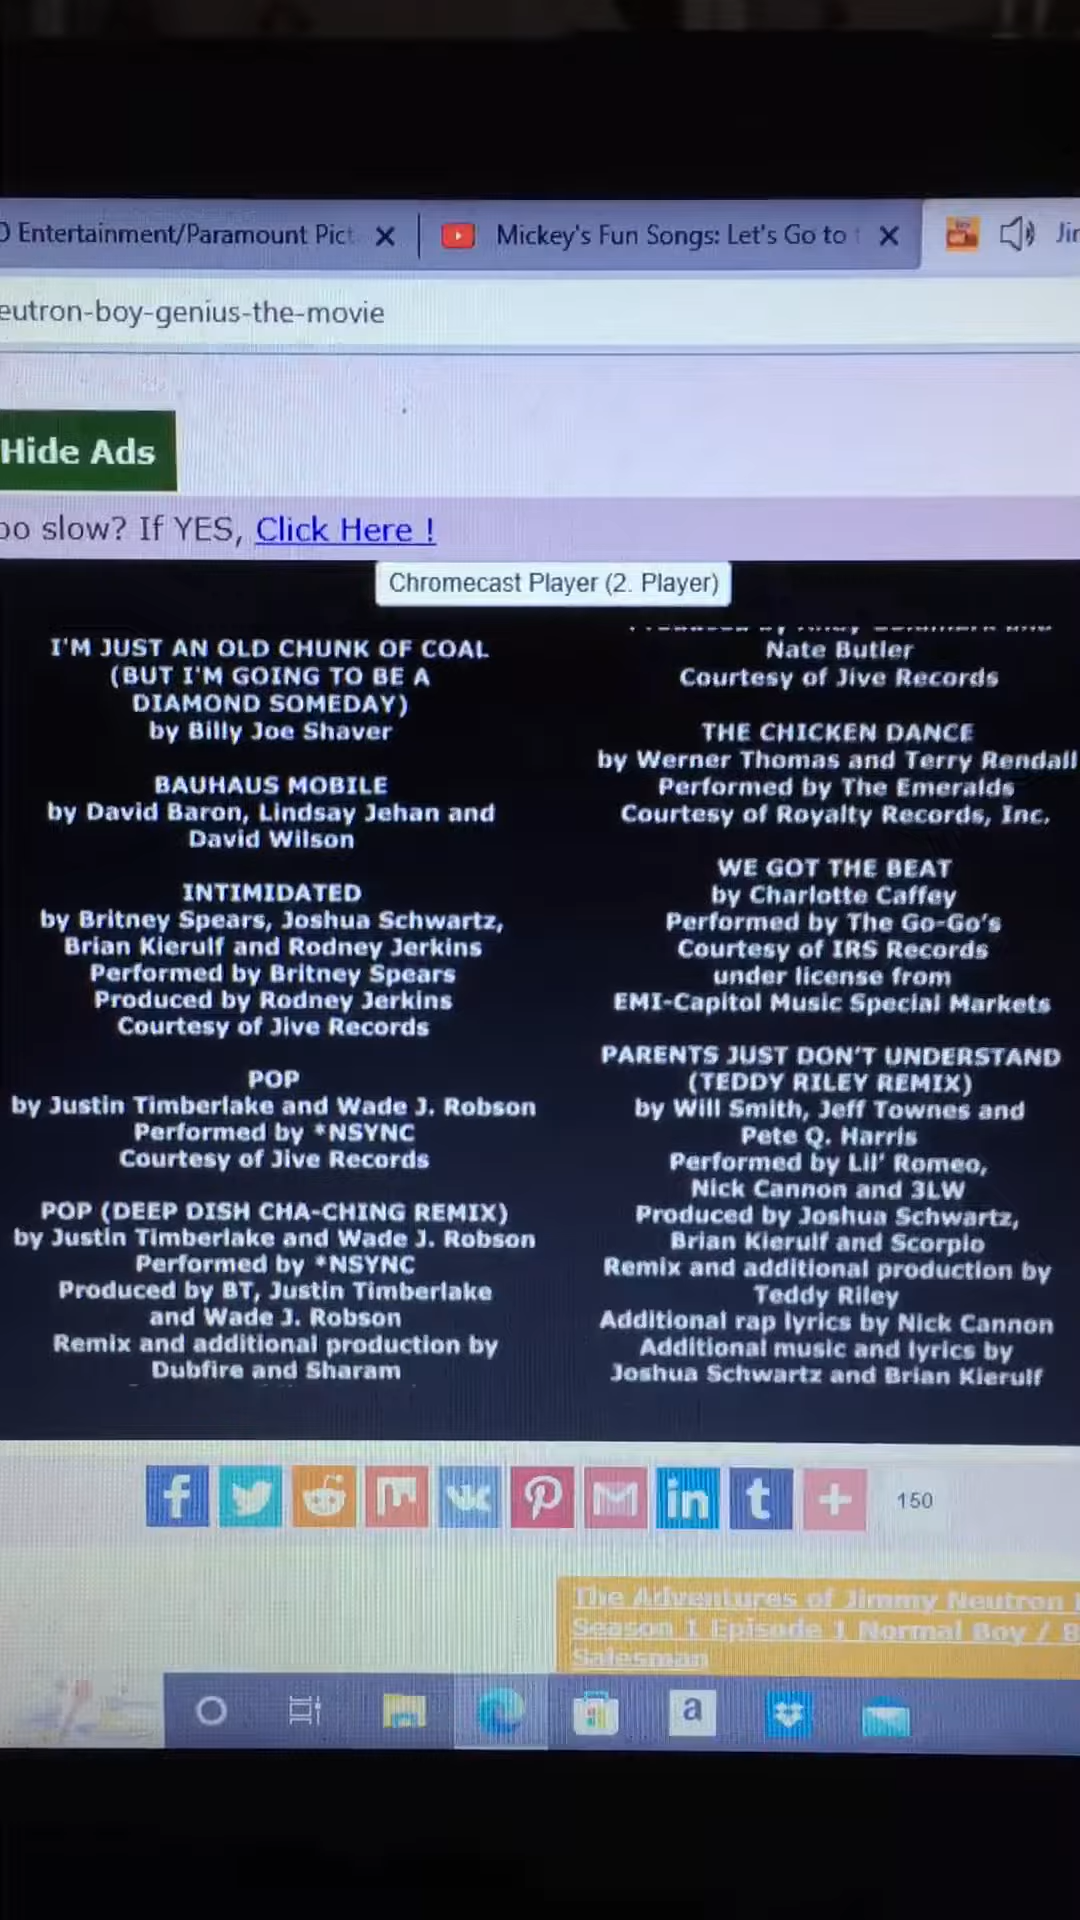 Entertainment/Paramount Pict
Mickey's Fun Songs: Let's Go to
eutron-boy-genius-the-movie
Hide Ads
oo slow? If YES, Click Here !
Chromecast Player (2. Player)
I'M JUST AN OLD CHUNK OF COAL
(BUT I'M GOING TO BE A
DIAMOND SOMEDAY)
by Billy Joe Shaver
BAUHAUS MOBILE
by David Baron, Lindsay Jehan and
David Wilson
INTIMIDATED
by Britney Spears, Joshua Schwartz,
Brian Kierulf and Rodney Jerkins
Performed by Britney Spears
Produced by Rodney Jerkins
Courtesy of Jive Records
POP
by Justin Timberlake and Wade J. Robson
Performed by *NSYNC
Courtesy of Jive Records
POP (DEEP DISH CHA-CHING REMIX)
by Justin Timberlake and Wade J. Robson
Performed by *NSYNC
Produced by BT, Justin Timberlake
and Wade J. Robson
Remix and additional production by
Dubfire and Sharam
Nate Butler
Courtesy of Jive Records
THE CHICKEN DANCE
by Werner Thomas and Terry Rendall
Performed by The Emeralds
Courtesy of Royalty Records, Inc.
WE GOT THE BEAT
by Charlotte Caffey
Performed by The Go-Go's
Courtesy of IRS Records
under license from
EMI-Capitol Music Special Markets
PARENTS JUST DON'T UNDERSTAND
(TEDDY RILEY REMIX)
by Will Smith, Jeff Townes and
Pete Q. Harris
Performed by Lil' Romeo,
Nick Cannon and 3LW
Produced by Joshua Schwartz,
Brian Kierulf and Scorpio
Remix and additional production by
Teddy Riley
Additional rap lyrics by Nick Cannon
Additional music and lyrics by
Joshua Schwartz and Brian Kierulf
150
The Adventures of Jimmy Neutron
Season 1 Episode 1 Normal Boy / B
Salesman